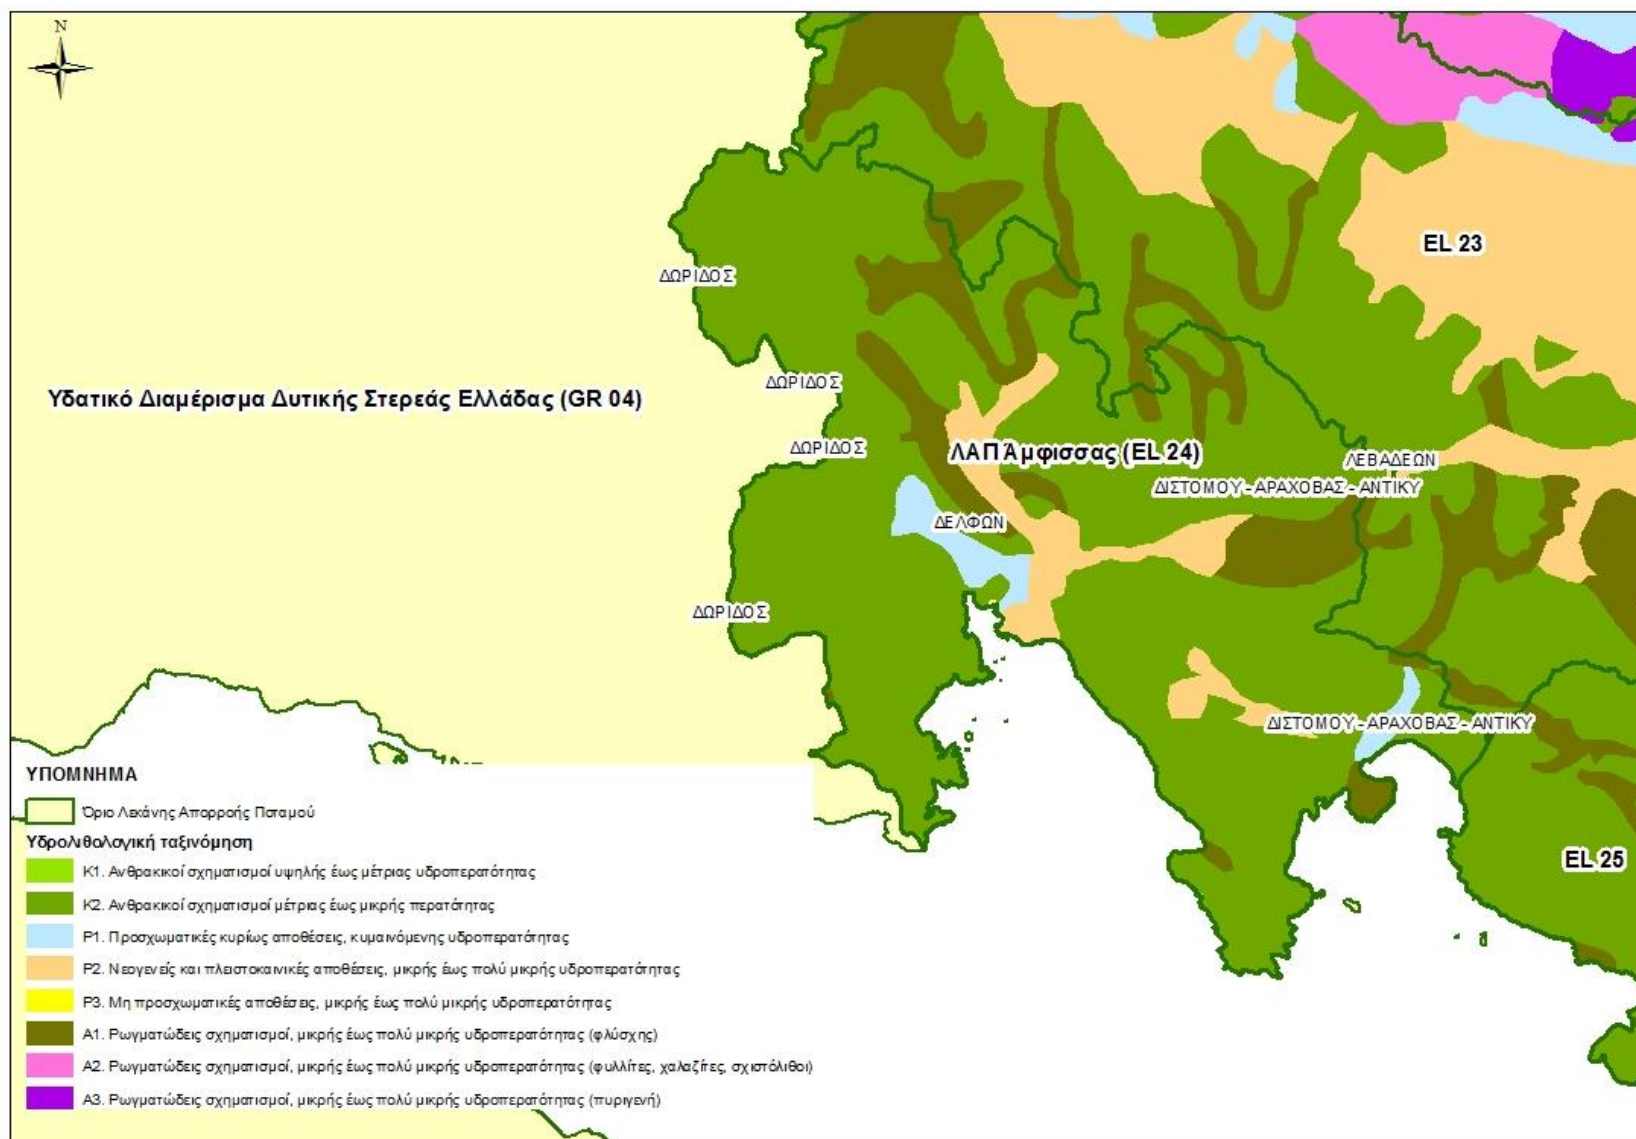 N
EL 23
ΔΩΡΙΔΟΣ
ΔΩΡΙΔΟΣ
Υδατικό Διαμέρισμα Δυτικής Στερεάς Ελλάδας (GR 04)
ΔΩΡΙΔΟΣ
ΛΑΠ Άμφισσας (EL 24)
ΛΕΒΑΔΕΩΝ
ΔΙΣΤΟΜΟΥ - ΑΡΑΧΟΒΑΣ - ΑΝΤΙΚΥ
ΔΕΛΦΩΝ
ΔΩΡΙΔΟΣ
ΔΙΣΤΟΜΟΥ - ΑΡΑΧΟΒΑΣ - ΑΝΤΙΚΥ
EL 25
ΥΠΟΜΝΗΜΑ
Όριο Λεκάνης Απορροής Ποταμού
Υδρολιθολογική ταξινόμηση
Κ1. Ανθρακικοί σχηματισμοί υψηλής έως μέτριας υδροπερατότητας
Κ2. Ανθρακικοί σχηματισμοί μέτριας έως μικρής περατότητας
Ρ1. Προσχωματικές κυρίως αποθέσεις, κυμαινόμενης υδροπερατότητας
Ρ2. Νεογενείς και πλειστοκαινικές αποθέσεις, μικρής έως πολύ μικρής υδροπερατότητας
Ρ3. Μη προσχωματικές αποθέσεις, μικρής έως πολύ μικρής υδροπερατότητας
Α1. Ρωγματώδεις σχηματισμοί, μικρής έως πολύ μικρής υδροπερατότητας (φλύσχης)
Α2. Ρωγματώδεις σχηματισμοί, μικρής έως πολύ μικρής υδροπερατότητας (φυλλίτες, χαλαζίτες, σχιστόλιθοι)
Α3. Ρωγματώδεις σχηματισμοί, μικρής έως πολύ μικρής υδροπερατότητας (πυριγενή)